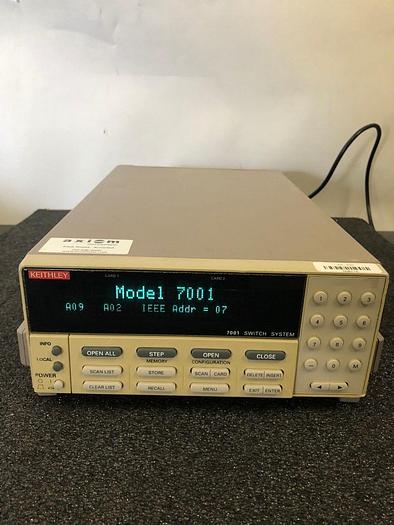 axiom
KEITHLEY
CARD 1 CARD 2
Model 7001
A09 A02 IEEE Addr = 07
7001 SWITCH SYSTEM
INFO
LOCAL
POWER
OPEN ALL STEP OPEN CLOSE
MEMORY CONFIGURATION
SCAN LIST STORE SCAN CARD DELETE INSERT
CLEAR LIST RECALL MENU EXIT ENTER
1 2 3
4 5 6
7 8 9
– 0 M